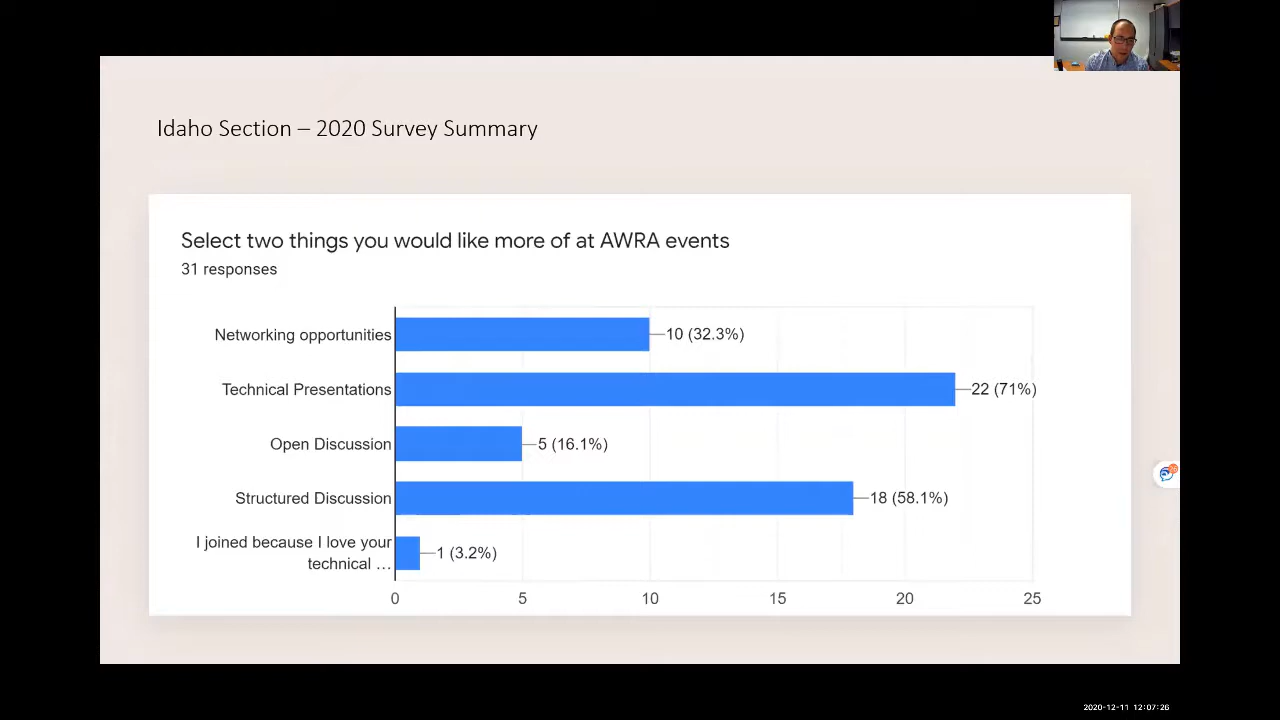 Idaho Section – 2020 Survey Summary
Select two things you would like more of at AWRA events
31 responses
Networking opportunities
10 (32.3%)
Technical Presentations
22 (71%)
Open Discussion
5 (16.1%)
Structured Discussion
18 (58.1%)
I joined because I love your
technical …
1 (3.2%)
0 5 10 15 20 25
2020-12-11 12:07:26